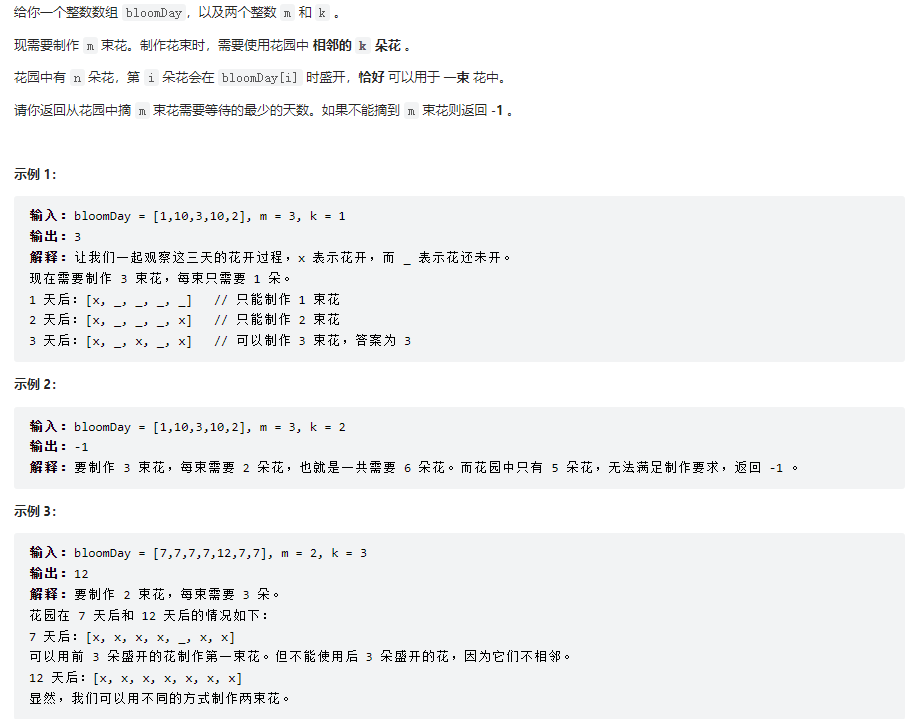 给你一个整数数组 bloomDay，以及两个整数 m 和 k 。
现需要制作 m 束花。制作花束时，需要使用花园中 相邻的 k 朵花 。
花园中有 n 朵花，第 i 朵花会在 bloomDay[i] 时盛开，恰好 可以用于 一束 花中。
请你返回从花园中摘 m 束花需要等待的最少的天数。如果不能摘到 m 束花则返回 -1 。
示例 1：
输入：bloomDay = [1,10,3,10,2], m = 3, k = 1
输出：3
解释：让我们一起观察这三天的花开过程，x 表示花开，而 _ 表示花还未开。
现在需要制作 3 束花，每束只需要 1 朵。
1 天后：[x, _, _, _, _]   // 只能制作 1 束花
2 天后：[x, _, _, _, x]   // 只能制作 2 束花
3 天后：[x, _, x, _, x]   // 可以制作 3 束花，答案为 3
示例 2：
输入：bloomDay = [1,10,3,10,2], m = 3, k = 2
输出：-1
解释：要制作 3 束花，每束需要 2 朵花，也就是一共需要 6 朵花。而花园中只有 5 朵花，无法满足制作要求，返回 -1 。
示例 3：
输入：bloomDay = [7,7,7,7,12,7,7], m = 2, k = 3
输出：12
解释：要制作 2 束花，每束需要 3 朵。
花园在 7 天后和 12 天后的情况如下：
7 天后：[x, x, x, x, _, x, x]
可以用前 3 朵盛开的花制作第一束花。但不能使用后 3 朵盛开的花，因为它们不相邻。
12 天后：[x, x, x, x, x, x, x]
显然，我们可以用不同的方式制作两束花。